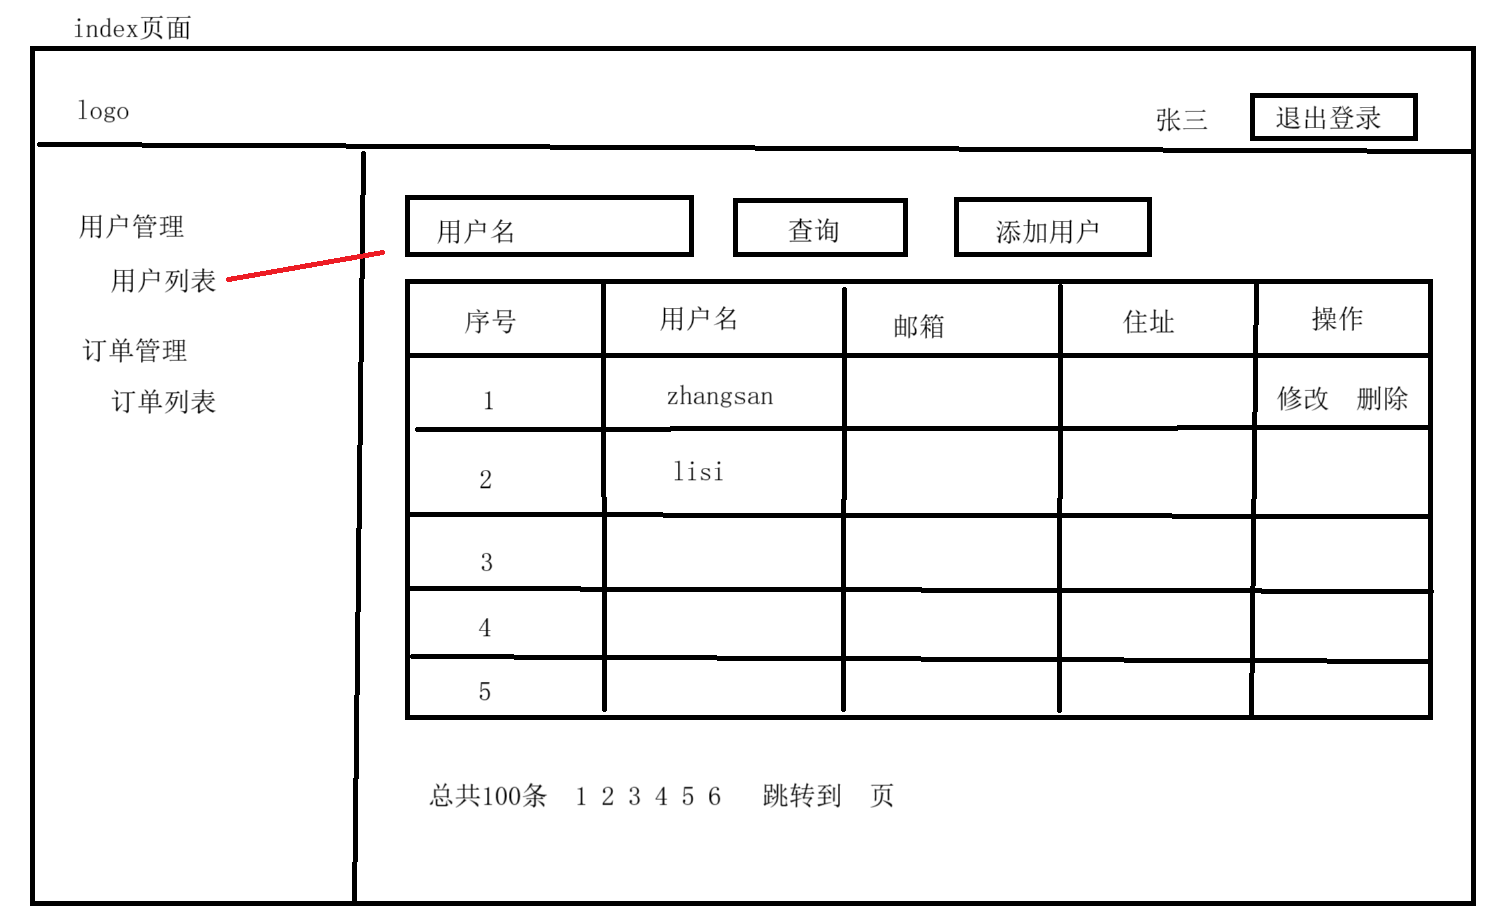 index页面
logo
张三 退出登录
用户管理
用户列表
订单管理
订单列表
用户名 查询 添加用户
序号 用户名 邮箱 住址 操作
1 zhangsan 修改 删除
2 lisi
3
4
5
总共100条 1 2 3 4 5 6 跳转到 页